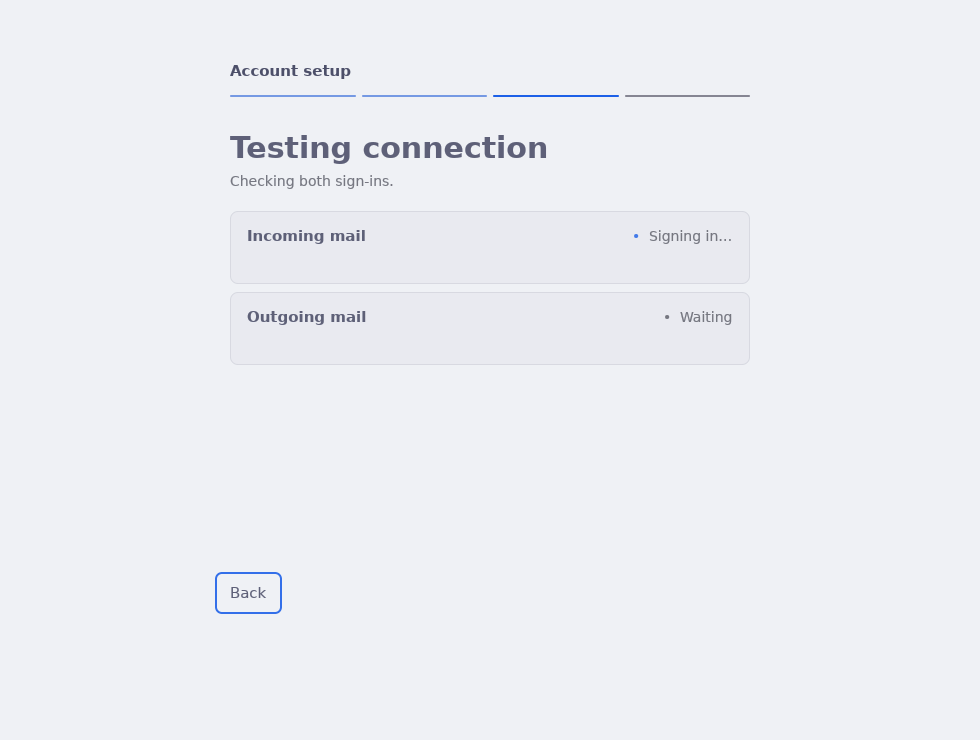 Account setup
Testing connection
Checking both sign-ins.
Incoming mail
• Signing in…
Outgoing mail
• Waiting
Back